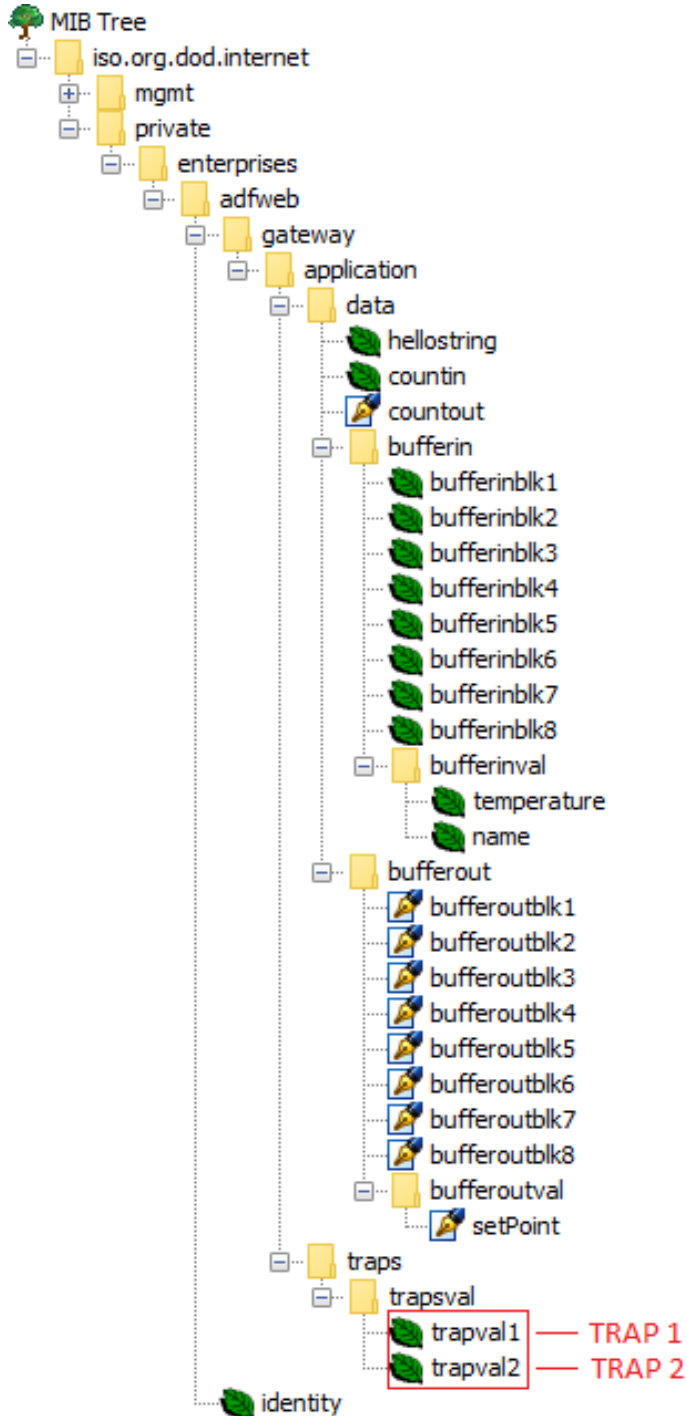 MIB Tree
iso.org.dod.internet
mgmt
private
enterprises
adfweb
gateway
application
data
hellostring
countin
countout
bufferin
bufferinblk1
bufferinblk2
bufferinblk3
bufferinblk4
bufferinblk5
bufferinblk6
bufferinblk7
bufferinblk8
bufferinval
temperature
name
bufferout
bufferoutblk1
bufferoutblk2
bufferoutblk3
bufferoutblk4
bufferoutblk5
bufferoutblk6
bufferoutblk7
bufferoutblk8
bufferoutval
setPoint
traps
trapsval
trapval1 TRAP 1
trapval2 TRAP 2
identity